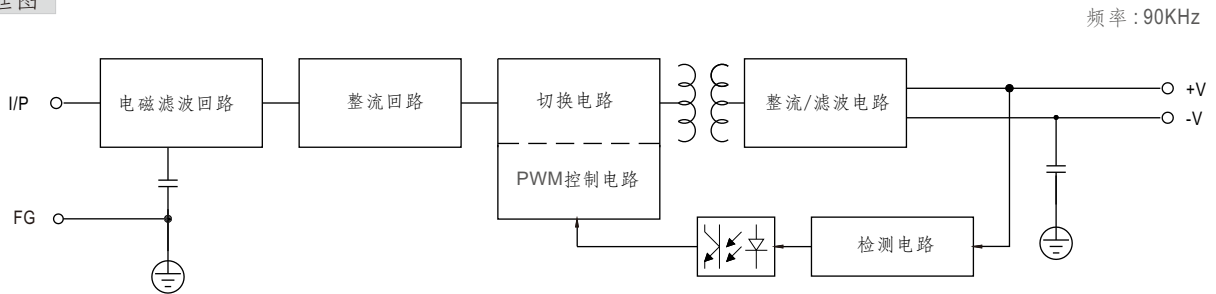 框图
频率 : 90KHz
I/P
电磁滤波回路
整流回路
切换电路
整流/滤波电路
+V
-V
PWM控制电路
FG
检测电路